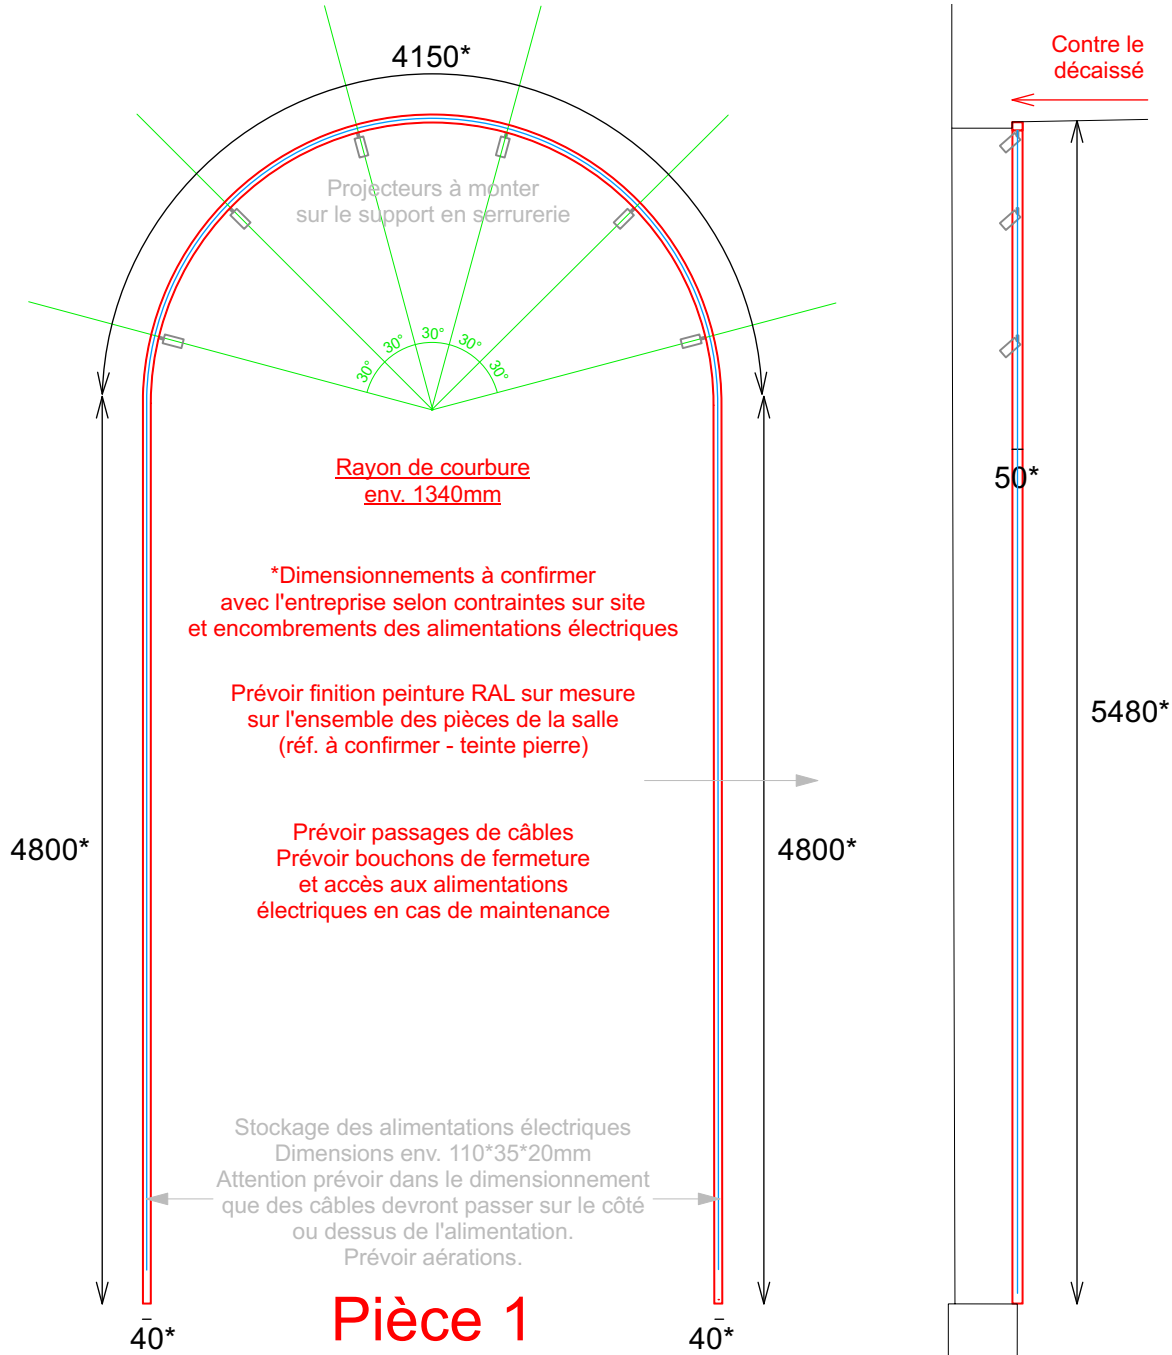 4150*
Contre le
décaissé
Projecteurs à monter
sur le support en serrurerie
30°
30°
30°
30°
30°
Rayon de courbure
env. 1340mm
50*
*Dimensionnements à confirmer
avec l'entreprise selon contraintes sur site
et encombrements des alimentations électriques
Prévoir finition peinture RAL sur mesure
sur l'ensemble des pièces de la salle
(réf. à confirmer - teinte pierre)
5480*
Prévoir passages de câbles
Prévoir bouchons de fermeture
et accès aux alimentations
électriques en cas de maintenance
4800*
4800*
Stockage des alimentations électriques
Dimensions env. 110*35*20mm
Attention prévoir dans le dimensionnement
que des câbles devront passer sur le côté
ou dessus de l'alimentation.
Prévoir aérations.
Pièce 1
40*
40*